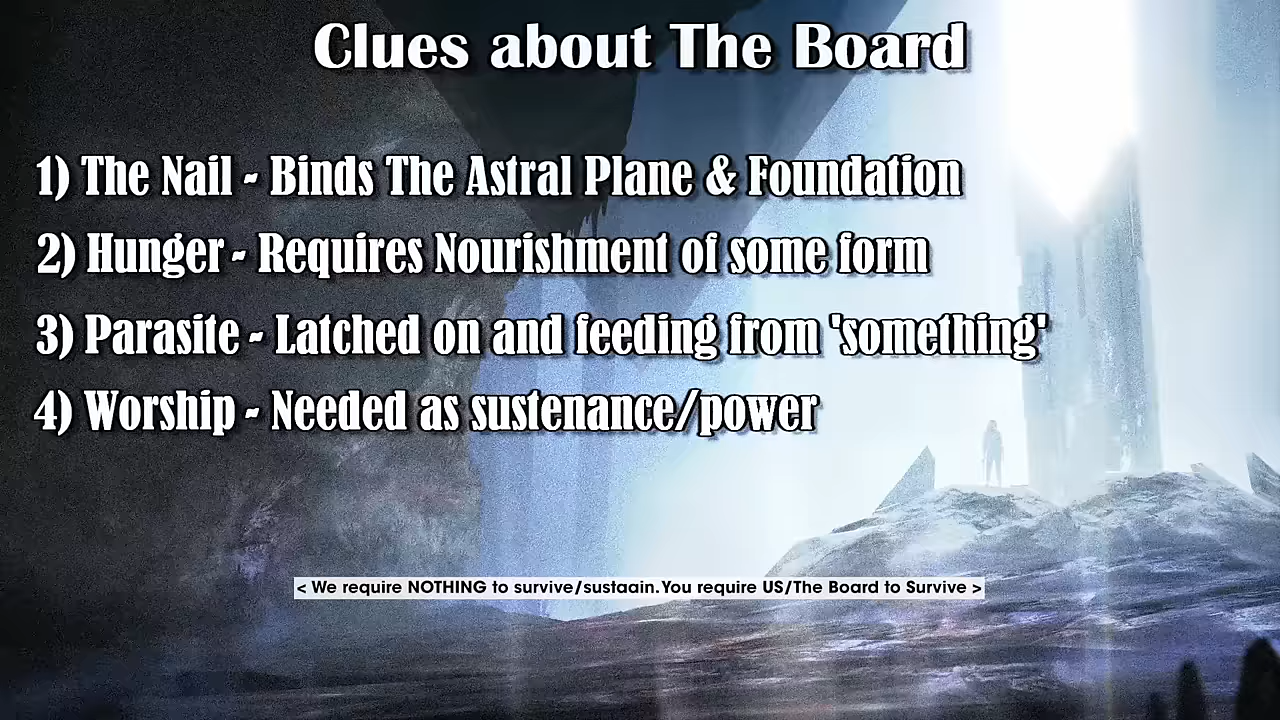 Clues about The Board
1) The Nail - Binds The Astral Plane & Foundation
2) Hunger - Requires Nourishment of some form
3) Parasite - Latched on and feeding from 'something'
4) Worship - Needed as sustenance/power
< We require NOTHING to survive/sustaain. You require US/The Board to Survive >